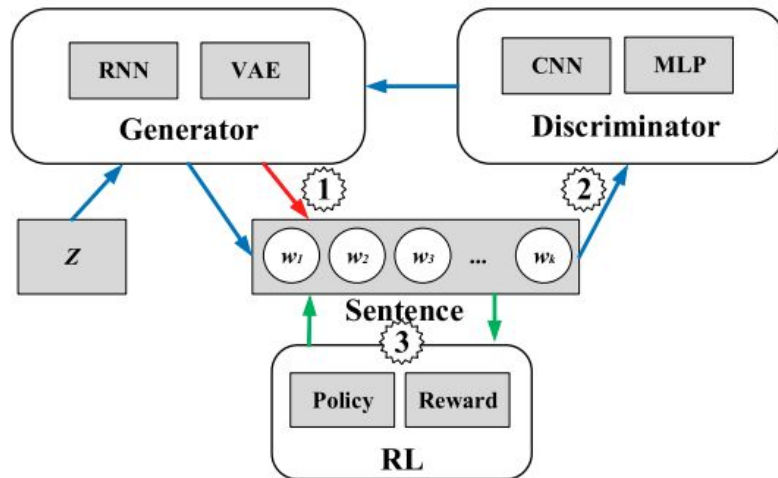 RNN VAE
Generator
CNN MLP
Discriminator
1
2
Z
w1 w2 w3 ... wk
Sentence
3
Policy Reward
RL